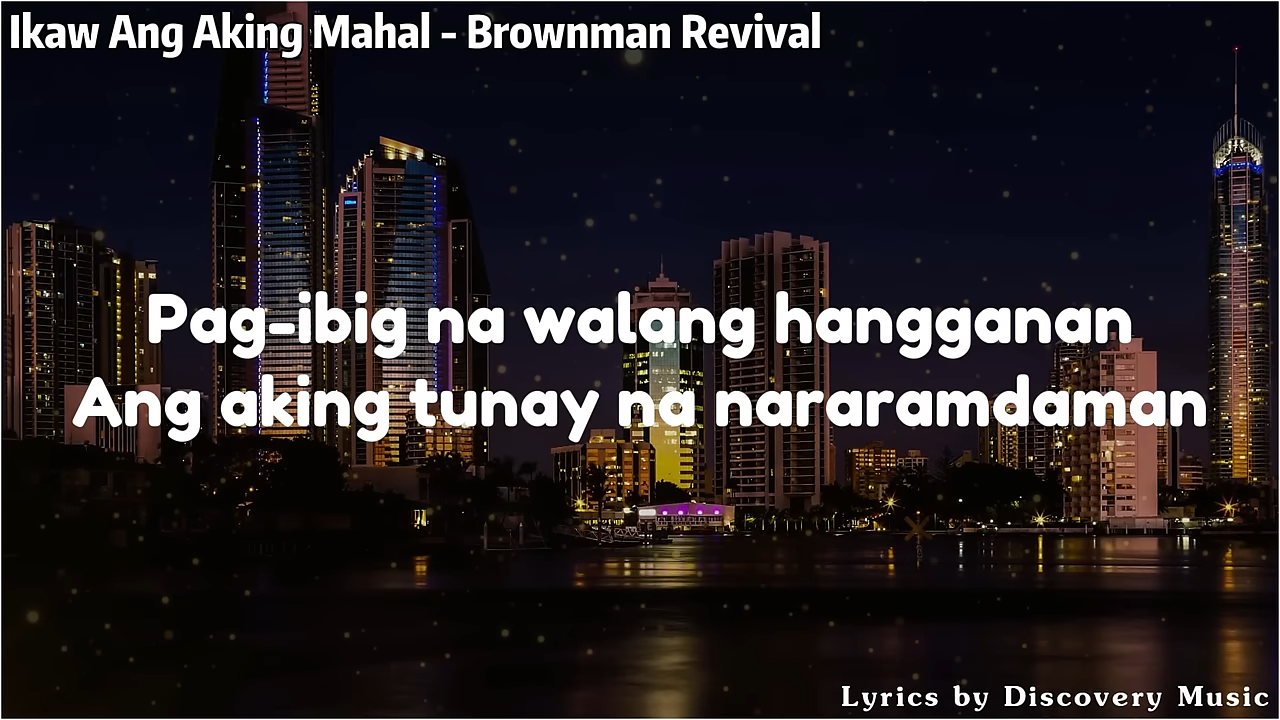 Ikaw Ang Aking Mahal - Brownman Revival
Pag-ibig na walang hangganan
Ang aking tunay na nararamdaman
Lyrics by Discovery Music